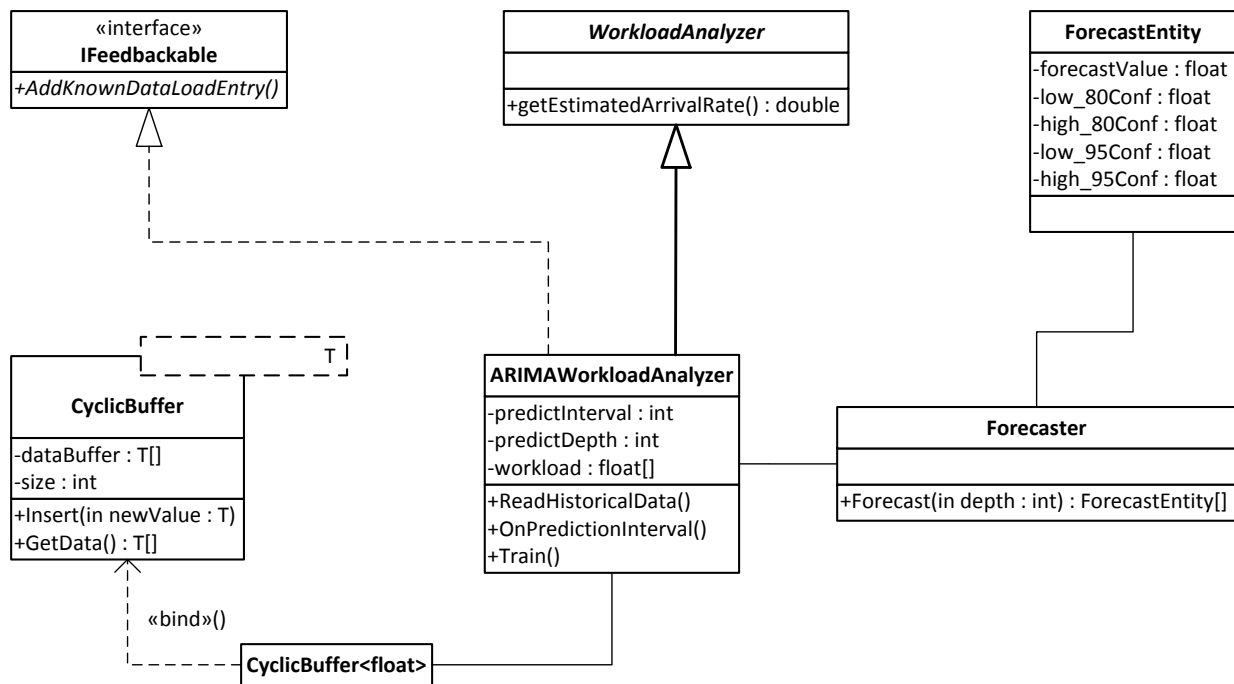 «interface»
IFeedbackable
+AddKnownDataLoadEntry()
WorkloadAnalyzer
+getEstimatedArrivalRate() : double
ForecastEntity
-forecastValue : float
-low_80Conf : float
-high_80Conf : float
-low_95Conf : float
-high_95Conf : float
T
CyclicBuffer
-dataBuffer : T[]
-size : int
+Insert(in newValue : T)
+GetData() : T[]
ARIMAWorkloadAnalyzer
-predictInterval : int
-predictDepth : int
-workload : float[]
+ReadHistoricalData()
+OnPredictionInterval()
+Train()
Forecaster
+Forecast(in depth : int) : ForecastEntity[]
«bind»()
CyclicBuffer<float>